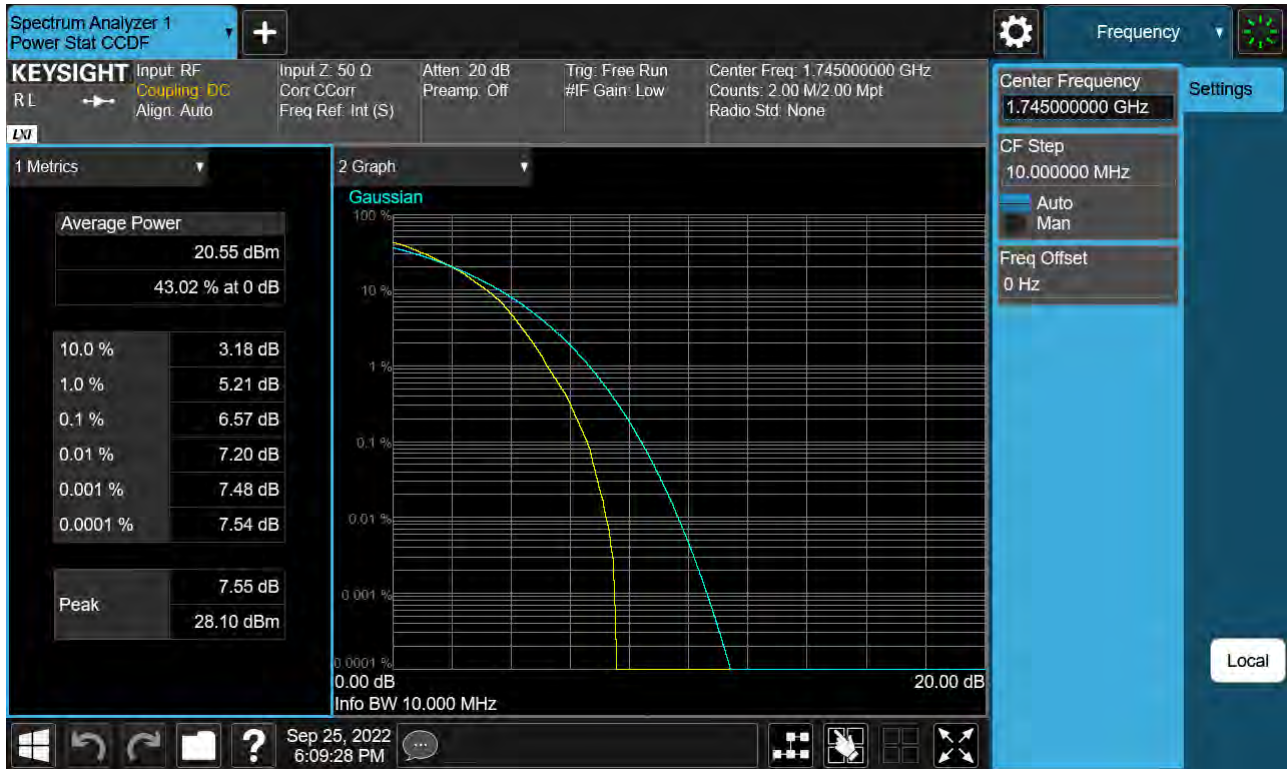 Spectrum Analyzer 1
Power Stat CCDF
Frequency
KEYSIGHT
RL
LXI
Input: RF
Coupling: DC
Align: Auto
Input Z: 50 Ω
Corr CCorr
Freq Ref: Int (S)
Atten: 20 dB
Preamp: Off
Trig: Free Run
#IF Gain: Low
Center Freq: 1.745000000 GHz
Counts: 2.00 M/2.00 Mpt
Radio Std: None
Center Frequency
1.745000000 GHz
Settings
CF Step
10.000000 MHz
Auto
Man
Freq Offset
0 Hz
Local
1 Metrics
Average Power
20.55 dBm
43.02 % at 0 dB
10.0 % 3.18 dB
1.0 % 5.21 dB
0.1 % 6.57 dB
0.01 % 7.20 dB
0.001 % 7.48 dB
0.0001 % 7.54 dB
Peak
7.55 dB
28.10 dBm
2 Graph
Gaussian
100 %
10 %
1 %
0.1 %
0.01 %
0.001 %
0.0001 %
0.00 dB 20.00 dB
Info BW 10.000 MHz
?
Sep 25, 2022
6:09:28 PM